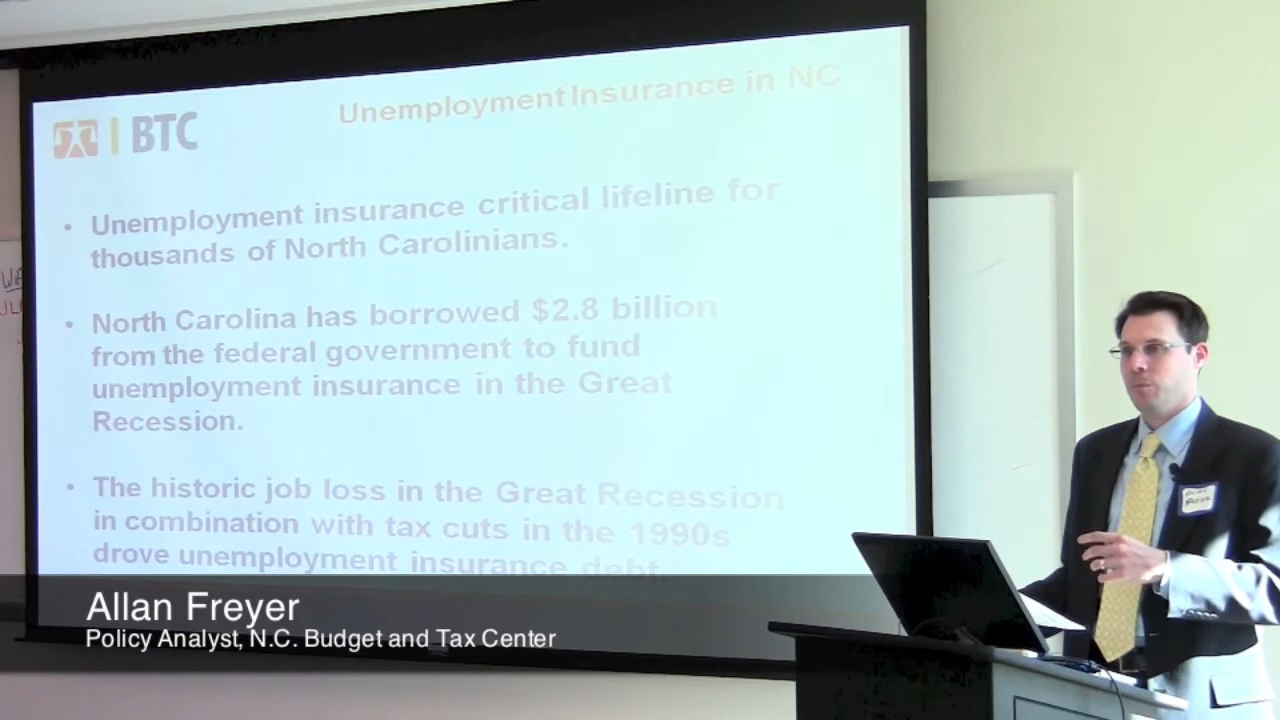 BTC
Unemployment Insurance in NC
• Unemployment insurance critical lifeline for
thousands of North Carolinians.
• North Carolina has borrowed $2.8 billion
from the federal government to fund
unemployment insurance in the Great
Recession.
• The historic job loss in the Great Recession
in combination with tax cuts in the 1990s
drove unemployment insurance debt.
Allan Freyer
Policy Analyst, N.C. Budget and Tax Center